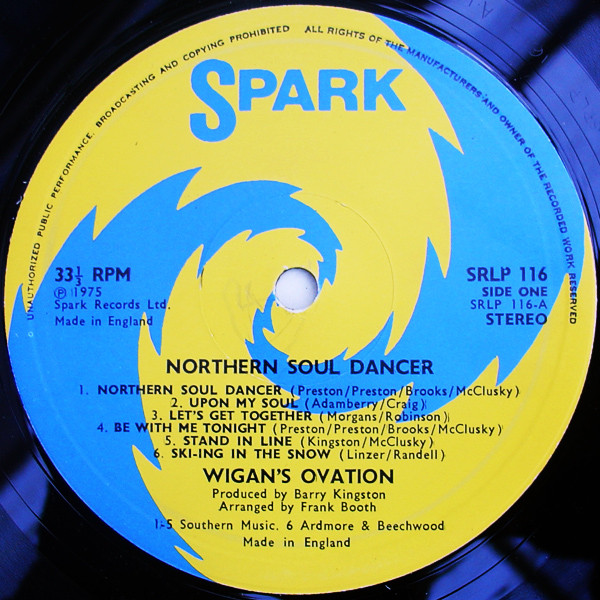 UNAUTHORIZED PUBLIC PERFORMANCE, BROADCASTING AND COPYING PROHIBITED ALL RIGHTS OF THE MANUFACTURERS AND OWNER OF THE RECORDED WORK RESERVED
SPARK
33⅓ RPM
℗ 1975
Spark Records Ltd.
Made in England
SRLP 116
SIDE ONE
SRLP 116-A
STEREO
NORTHERN SOUL DANCER
1. NORTHERN SOUL DANCER (Preston/Preston/Brooks/McClusky)
2. UPON MY SOUL (Adamberry/Craig)
3. LET'S GET TOGETHER (Morgans/Robinson)
4. BE WITH ME TONIGHT (Preston/Preston/Brooks/McClusky)
5. STAND IN LINE (Kingston/McClusky)
6. SKI-ING IN THE SNOW (Linzer/Randell)
WIGAN'S OVATION
Produced by Barry Kingston
Arranged by Frank Booth
1-5 Southern Music. 6 Ardmore & Beechwood
Made in England